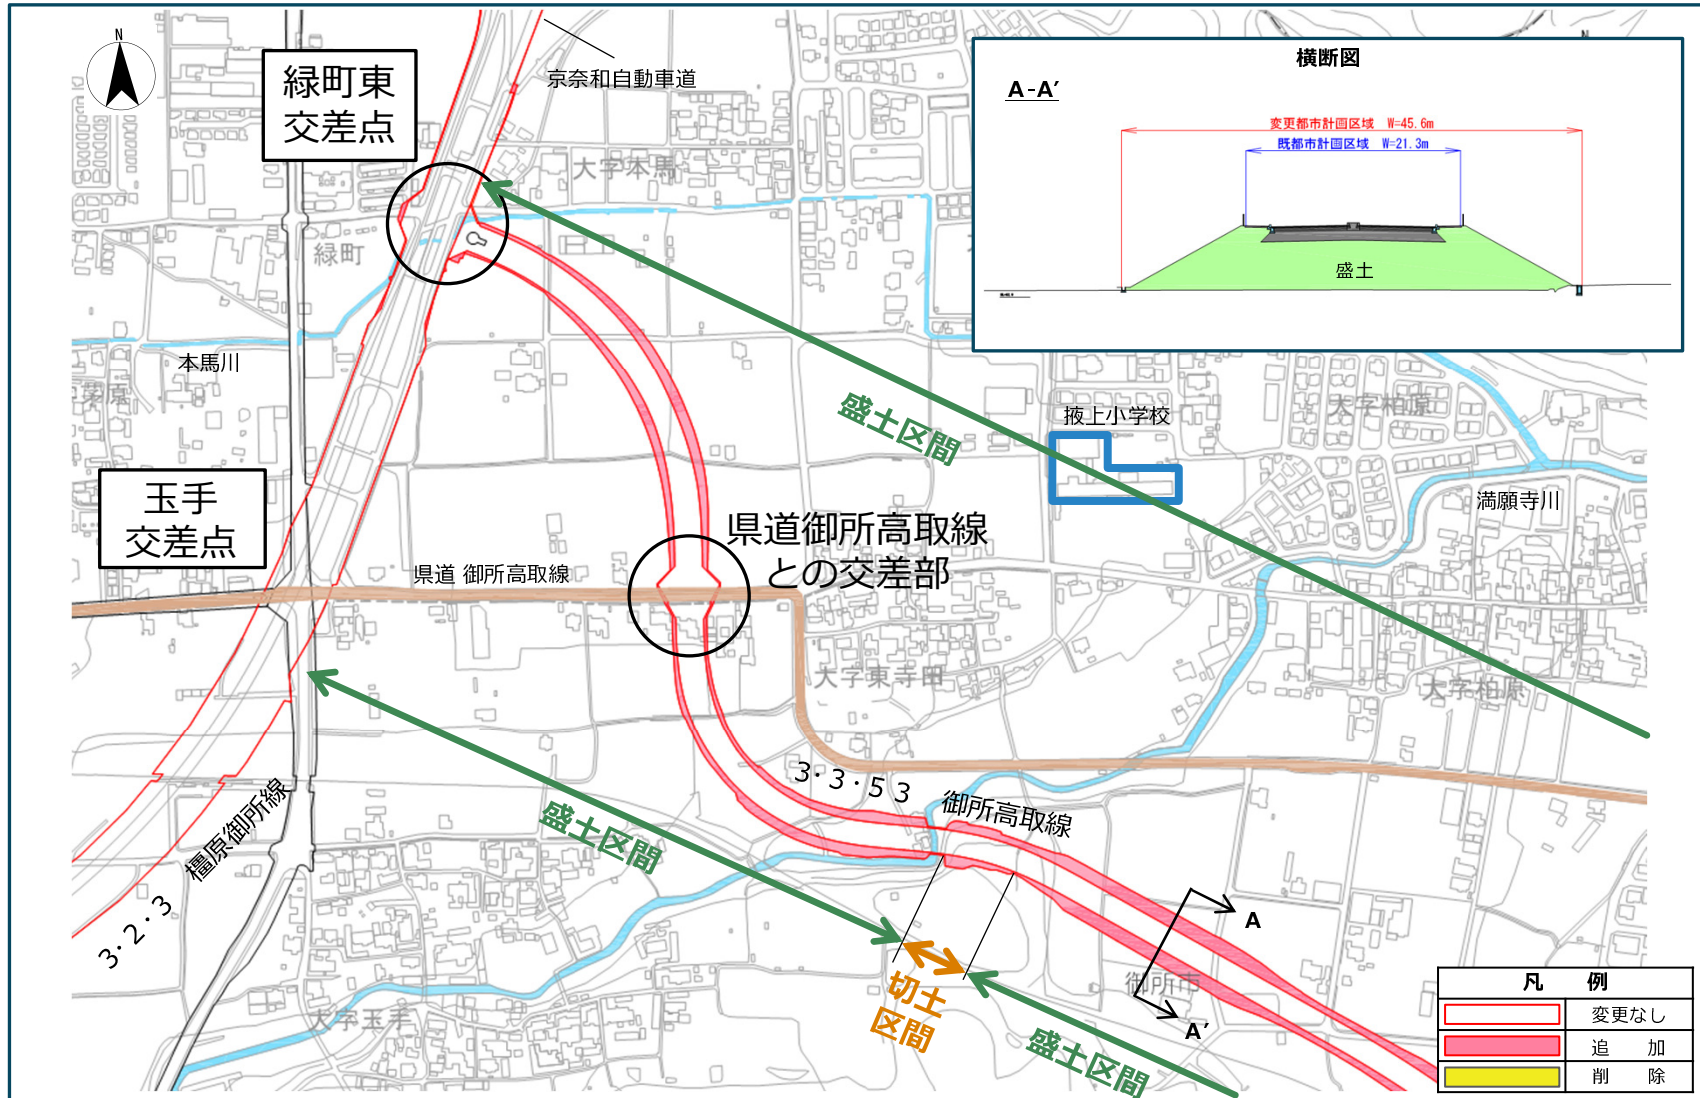 N
緑町東
交差点
京奈和自動車道
横断図
A-A'
変更都市計画区域 W=45.6m
既都市計画区域 W=21.3m
盛土
大字本馬
緑町
本馬川
茅原
盛土区間
掖上小学校
大字柏原
満願寺川
玉手
交差点
県道御所高取線
との交差部
県道 御所高取線
大字東寺田
大字柏原
3・3・53 御所高取線
盛土区間
3・2・3 橿原御所線
A
A'
御所市
切土
区間
盛土区間
大字玉手
凡 例
変更なし
追 加
削 除